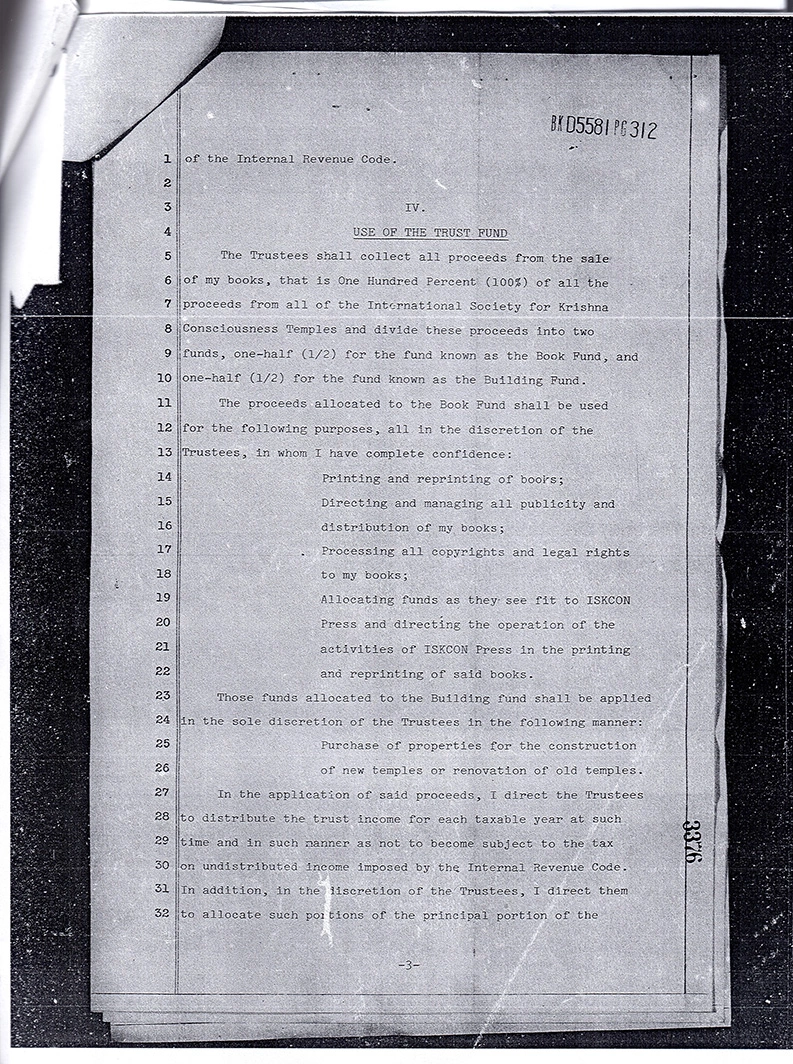 BK D5581 PG 312
1 of the Internal Revenue Code.
2
3 IV.
4 USE OF THE TRUST FUND
5 The Trustees shall collect all proceeds from the sale
6 of my books, that is One Hundred Percent (100%) of all the
7 proceeds from all of the International Society for Krishna
8 Consciousness Temples and divide these proceeds into two
9 funds, one-half (1/2) for the fund known as the Book Fund, and
10 one-half (1/2) for the fund known as the Building Fund.
11 The proceeds allocated to the Book Fund shall be used
12 for the following purposes, all in the discretion of the
13 Trustees, in whom I have complete confidence:
14 Printing and reprinting of books;
15 Directing and managing all publicity and
16 distribution of my books;
17 Processing all copyrights and legal rights
18 to my books;
19 Allocating funds as they see fit to ISKCON
20 Press and directing the operation of the
21 activities of ISKCON Press in the printing
22 and reprinting of said books.
23 Those funds allocated to the Building fund shall be applied
24 in the sole discretion of the Trustees in the following manner:
25 Purchase of properties for the construction
26 of new temples or renovation of old temples.
27 In the application of said proceeds, I direct the Trustees
28 to distribute the trust income for each taxable year at such
29 time and in such manner as not to become subject to the tax
30 on undistributed income imposed by the Internal Revenue Code.
31 In addition, in the discretion of the Trustees, I direct them
32 to allocate such portions of the principal portion of the
3376
-3-